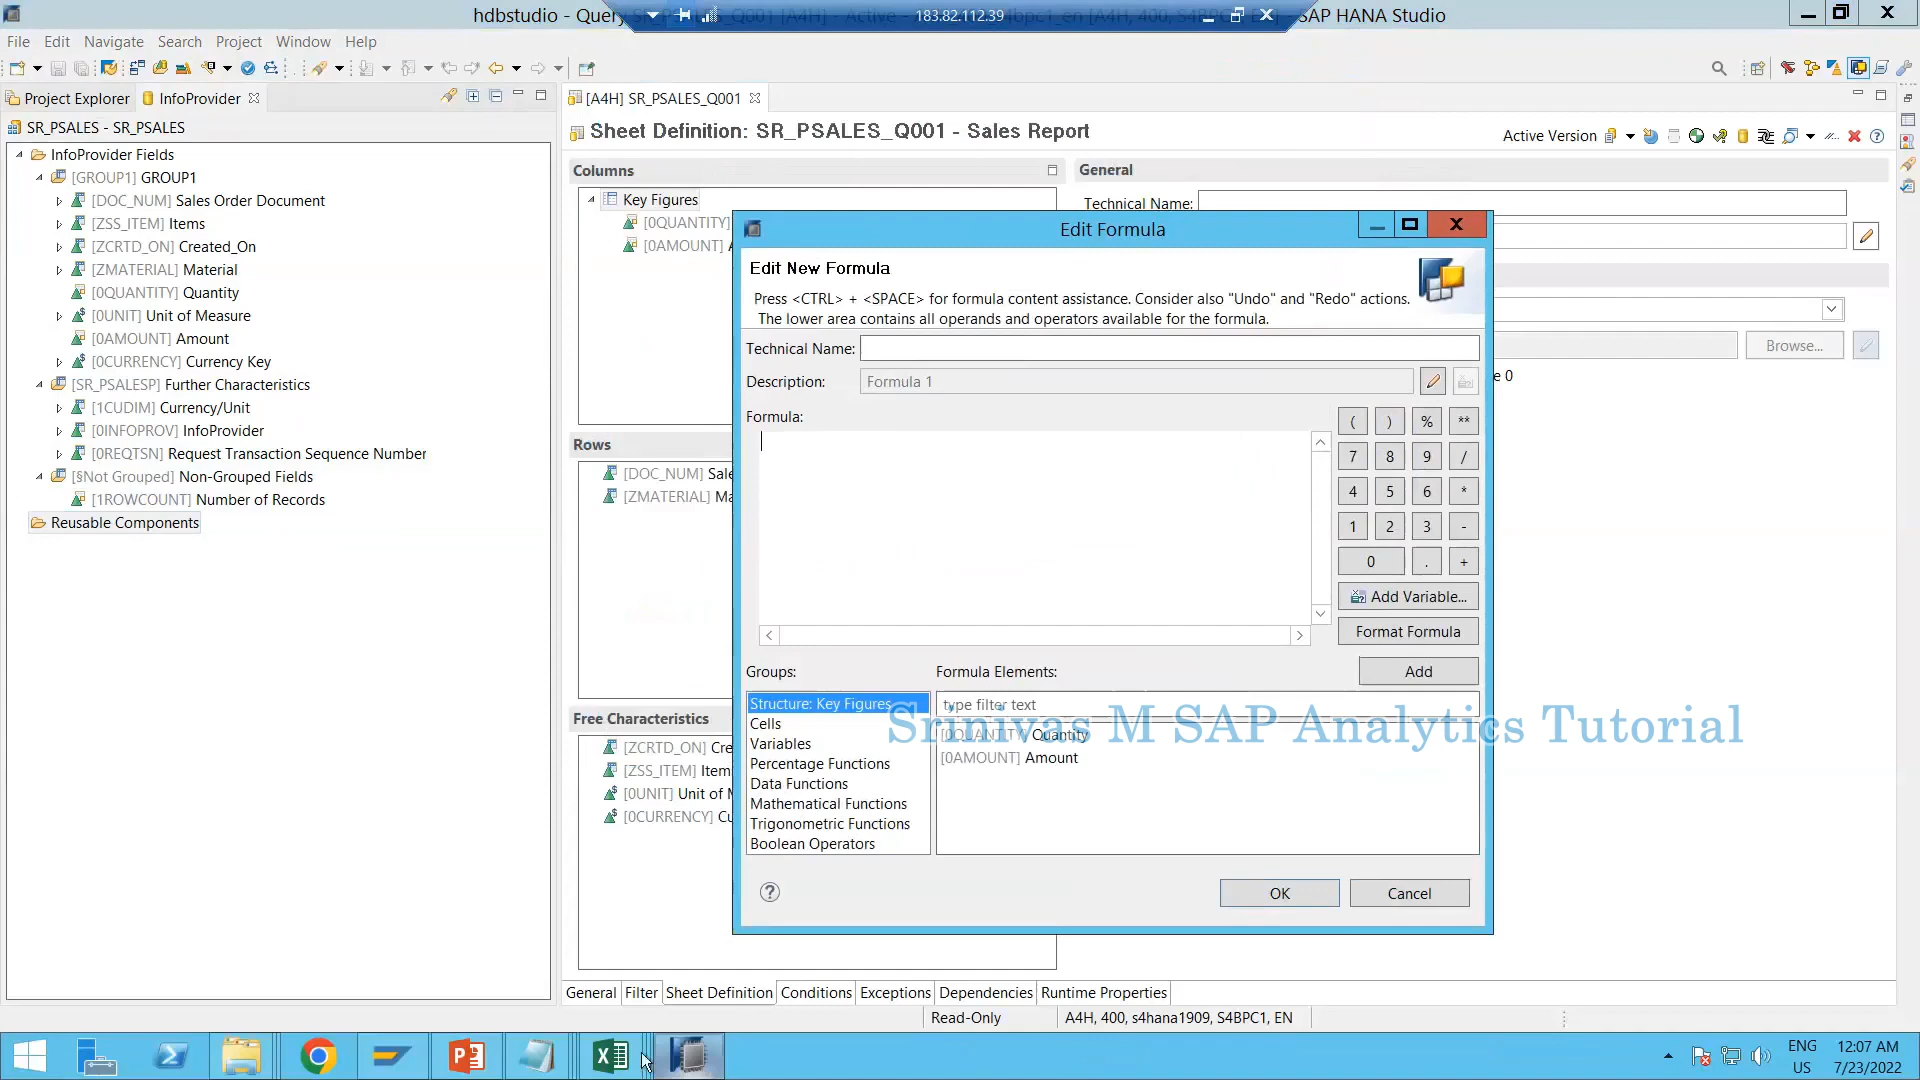 hdbstudio - Query
183.82.112.39
SAP HANA Studio
File Edit Navigate Search Project Window Help
Project Explorer
InfoProvider
[A4H] SR_PSALES_Q001
SR_PSALES - SR_PSALES
Sheet Definition: SR_PSALES_Q001 - Sales Report
Active Version
InfoProvider Fields
[GROUP1] GROUP1
[DOC_NUM] Sales Order Document
[ZSS_ITEM] Items
[ZCRTD_ON] Created_On
[ZMATERIAL] Material
[0QUANTITY] Quantity
[0UNIT] Unit of Measure
[0AMOUNT] Amount
[0CURRENCY] Currency Key
[SR_PSALESP] Further Characteristics
[1CUDIM] Currency/Unit
[0INFOPROV] InfoProvider
[0REQTSN] Request Transaction Sequence Number
[§Not Grouped] Non-Grouped Fields
[1ROWCOUNT] Number of Records
Reusable Components
Columns
Key Figures
[0QUANTITY]
[0AMOUNT]
Rows
[DOC_NUM] Sale
[ZMATERIAL] Ma
Free Characteristics
[ZCRTD_ON] Cre
[ZSS_ITEM] Item
[0UNIT] Unit of
[0CURRENCY]
General
Technical Name:
Browse...
e 0
Edit Formula
Edit New Formula
Press <CTRL> + <SPACE> for formula content assistance. Consider also "Undo" and "Redo" actions.
The lower area contains all operands and operators available for the formula.
Technical Name:
Description: Formula 1
Formula:
( ) % **
7 8 9 /
4 5 6 *
1 2 3 -
0 . +
Add Variable...
Format Formula
Groups:
Formula Elements:
Add
Structure: Key Figures
Cells
Variables
Percentage Functions
Data Functions
Mathematical Functions
Trigonometric Functions
Boolean Operators
type filter text
[0QUANTITY] Quantity
[0AMOUNT] Amount
Srinivas M SAP Analytics Tutorial
OK
Cancel
General Filter Sheet Definition Conditions Exceptions Dependencies Runtime Properties
Read-Only
A4H, 400, s4hana1909, S4BPC1, EN
ENG
US
12:07 AM
7/23/2022